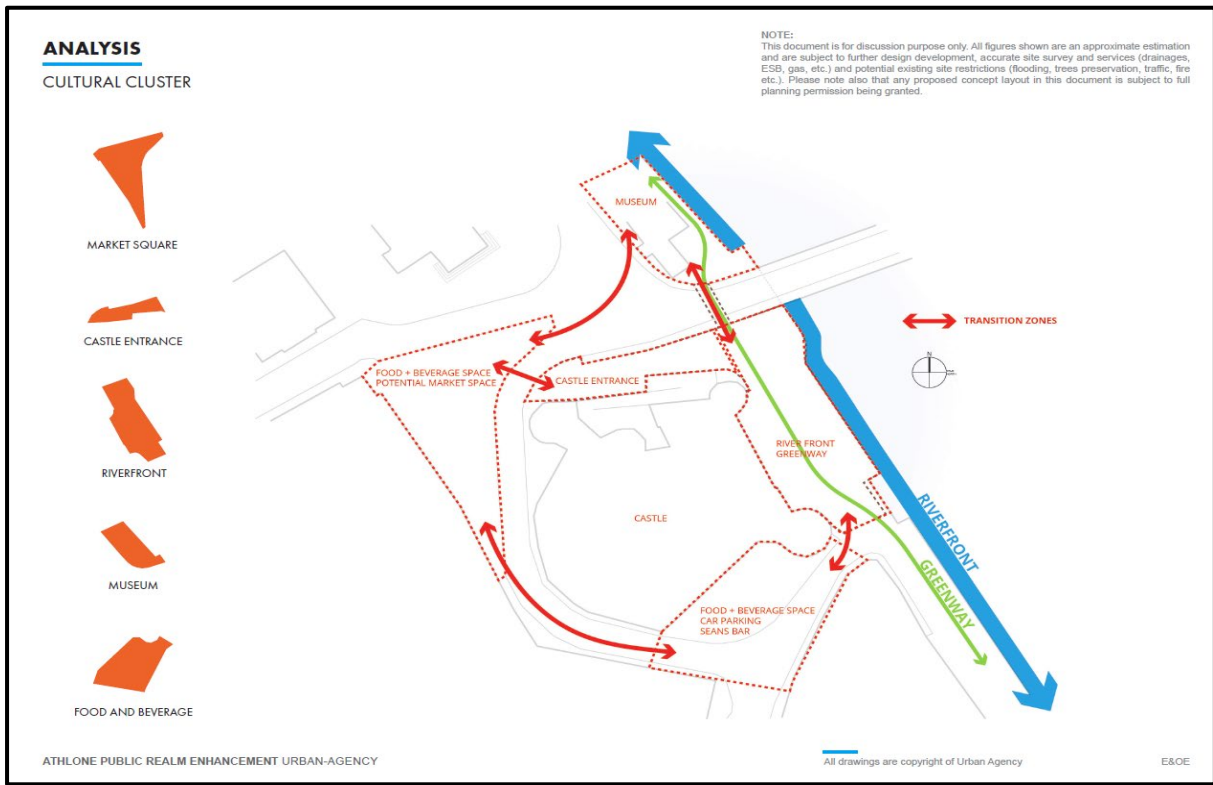 ANALYSIS
CULTURAL CLUSTER
NOTE:
This document is for discussion purpose only. All figures shown are an approximate estimation
and are subject to further design development, accurate site survey and services (drainages,
ESB, gas, etc.) and potential existing site restrictions (flooding, trees preservation, traffic, fire
etc.). Please note also that any proposed concept layout in this document is subject to full
planning permission being granted.
MARKET SQUARE
CASTLE ENTRANCE
RIVERFRONT
MUSEUM
FOOD AND BEVERAGE
MUSEUM
FOOD + BEVERAGE SPACE
POTENTIAL MARKET SPACE
CASTLE ENTRANCE
RIVER FRONT
GREENWAY
CASTLE
FOOD + BEVERAGE SPACE
CAR PARKING
SEANS BAR
RIVERFRONT
GREENWAY
TRANSITION ZONES
N
ATHLONE PUBLIC REALM ENHANCEMENT URBAN-AGENCY
All drawings are copyright of Urban Agency
E&OE